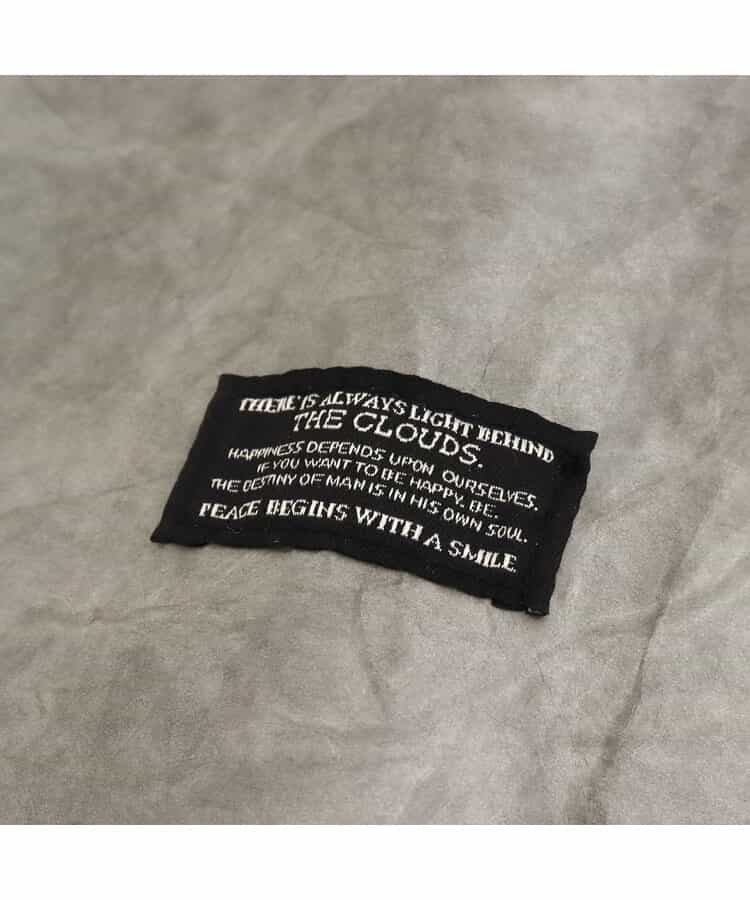 THERE IS ALWAYS LIGHT BEHIND
THE CLOUDS.
HAPPINESS DEPENDS UPON OURSELVES.
IF YOU WANT TO BE HAPPY, BE.
THE DESTINY OF MAN IS IN HIS OWN SOUL.
PEACE BEGINS WITH A SMILE